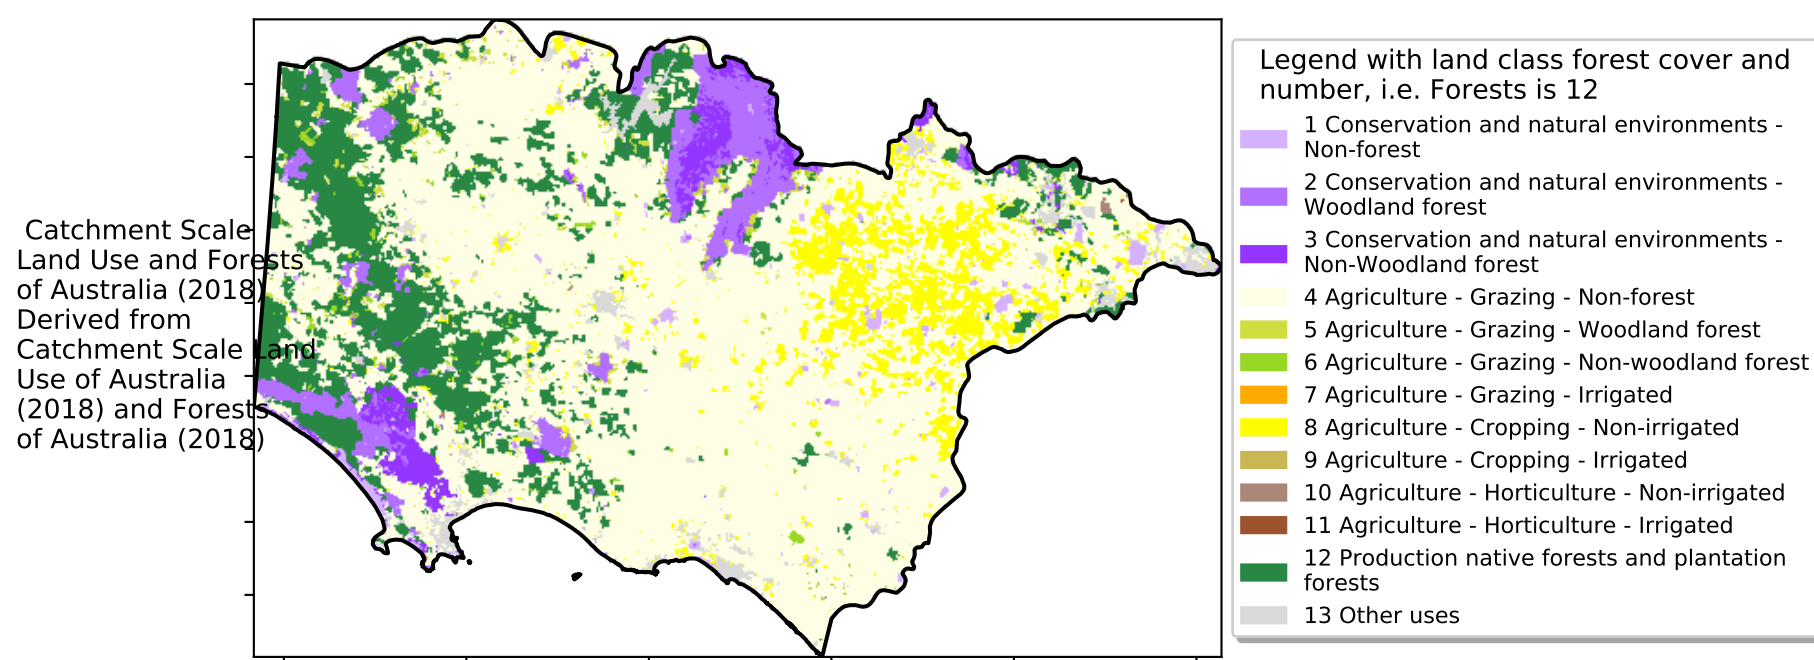 Catchment Scale
Land Use and Forests
of Australia (2018)
Derived from
Catchment Scale Land
Use of Australia
(2018) and Forests
of Australia (2018)
Legend with land class forest cover and
number, i.e. Forests is 12
1 Conservation and natural environments -
Non-forest
2 Conservation and natural environments -
Woodland forest
3 Conservation and natural environments -
Non-Woodland forest
4 Agriculture - Grazing - Non-forest
5 Agriculture - Grazing - Woodland forest
6 Agriculture - Grazing - Non-woodland forest
7 Agriculture - Grazing - Irrigated
8 Agriculture - Cropping - Non-irrigated
9 Agriculture - Cropping - Irrigated
10 Agriculture - Horticulture - Non-irrigated
11 Agriculture - Horticulture - Irrigated
12 Production native forests and plantation
forests
13 Other uses